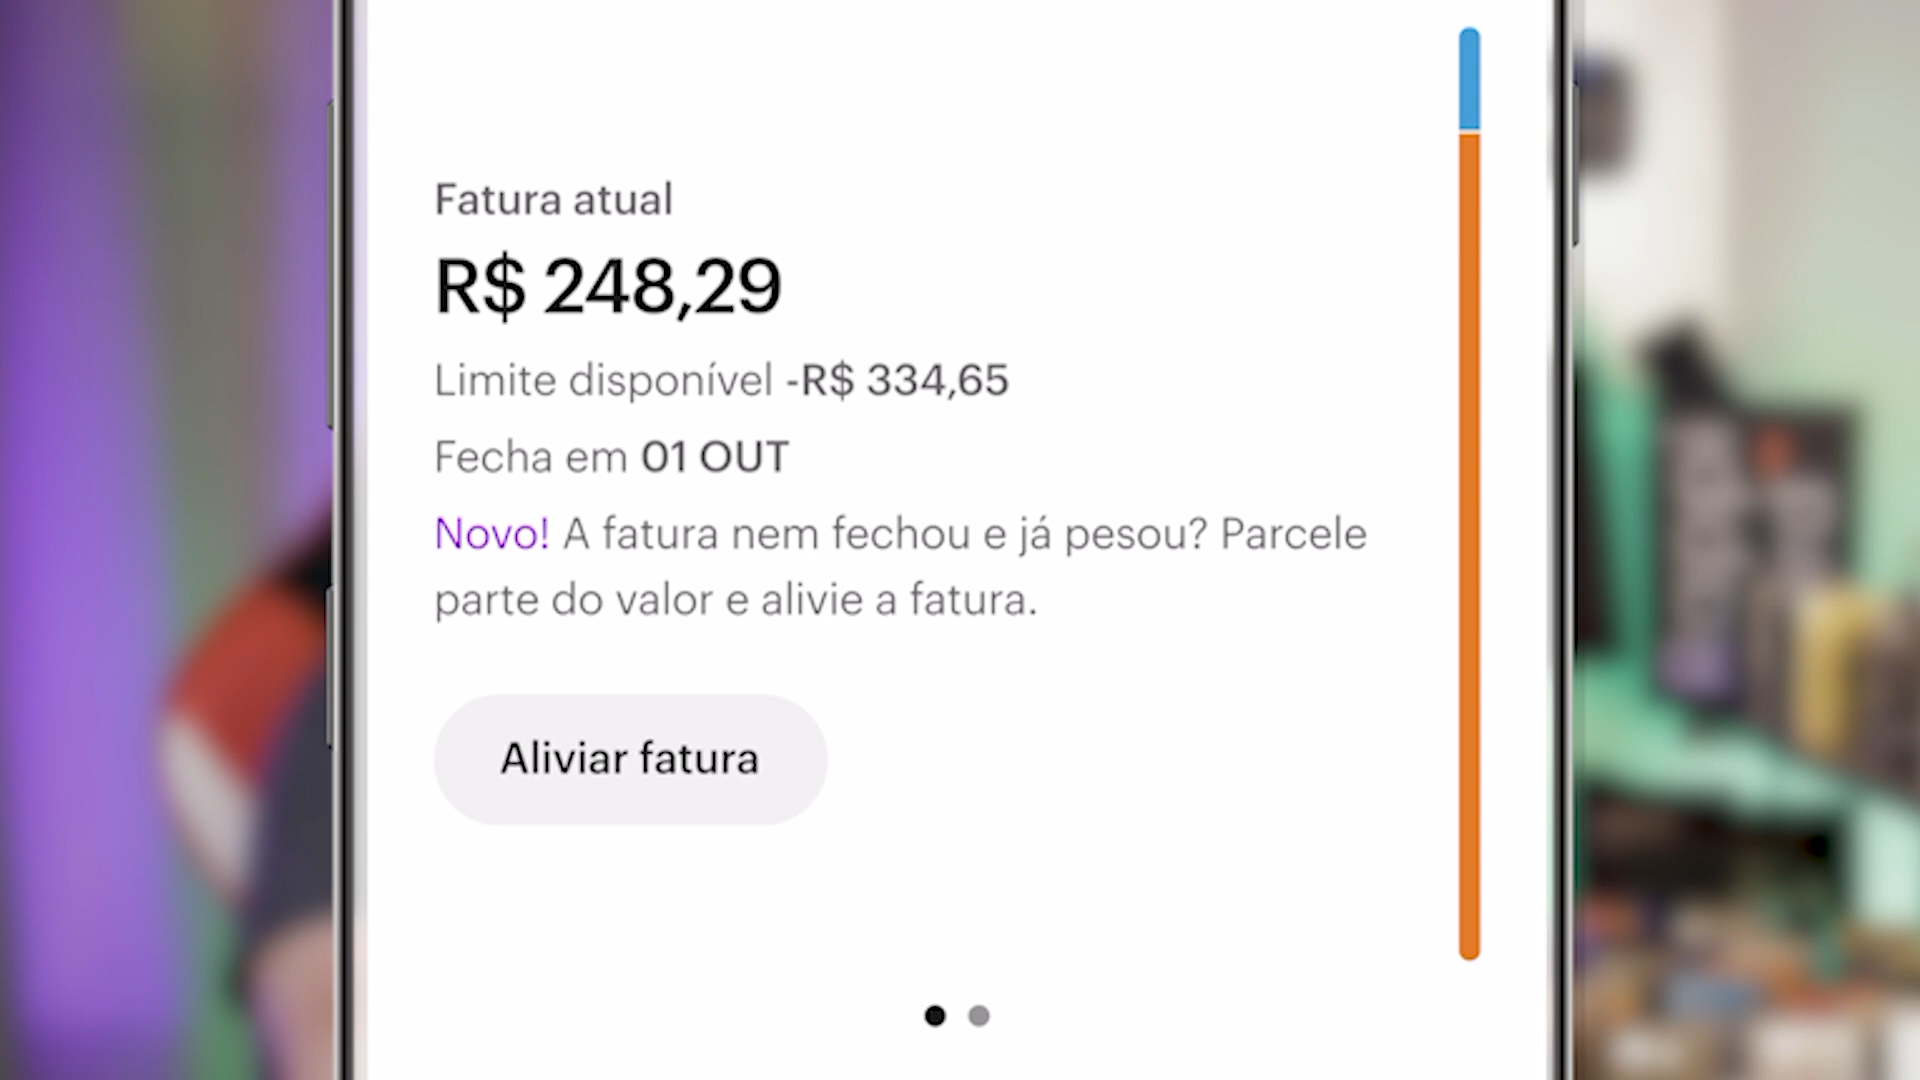 Fatura atual
R$ 248,29
Limite disponível -R$ 334,65
Fecha em 01 OUT
Novo! A fatura nem fechou e já pesou? Parcele
parte do valor e alivie a fatura.
Aliviar fatura